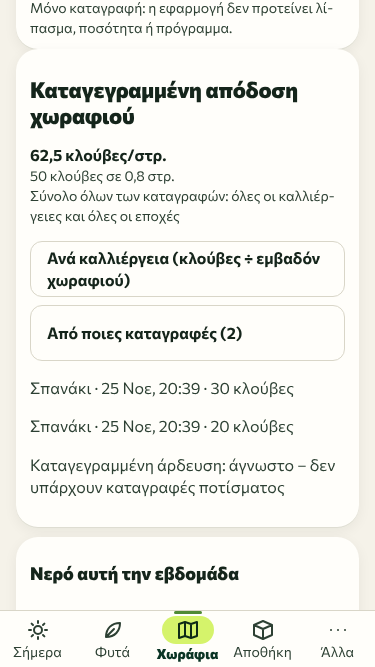 Μόνο καταγραφή: η εφαρμογή δεν προτείνει λί-
πασμα, ποσότητα ή πρόγραμμα.
Καταγεγραμμένη απόδοση
χωραφιού
62,5 κλούβες/στρ.
50 κλούβες σε 0,8 στρ.
Σύνολο όλων των καταγραφών: όλες οι καλλιέρ-
γειες και όλες οι εποχές
Ανά καλλιέργεια (κλούβες ÷ εμβαδόν
χωραφιού)
Από ποιες καταγραφές (2)
Σπανάκι · 25 Νοε, 20:39 · 30 κλούβες
Σπανάκι · 25 Νοε, 20:39 · 20 κλούβες
Καταγεγραμμένη άρδευση: άγνωστο – δεν
υπάρχουν καταγραφές ποτίσματος
Νερό αυτή την εβδομάδα
Σήμερα Φυτά Χωράφια Αποθήκη Άλλα